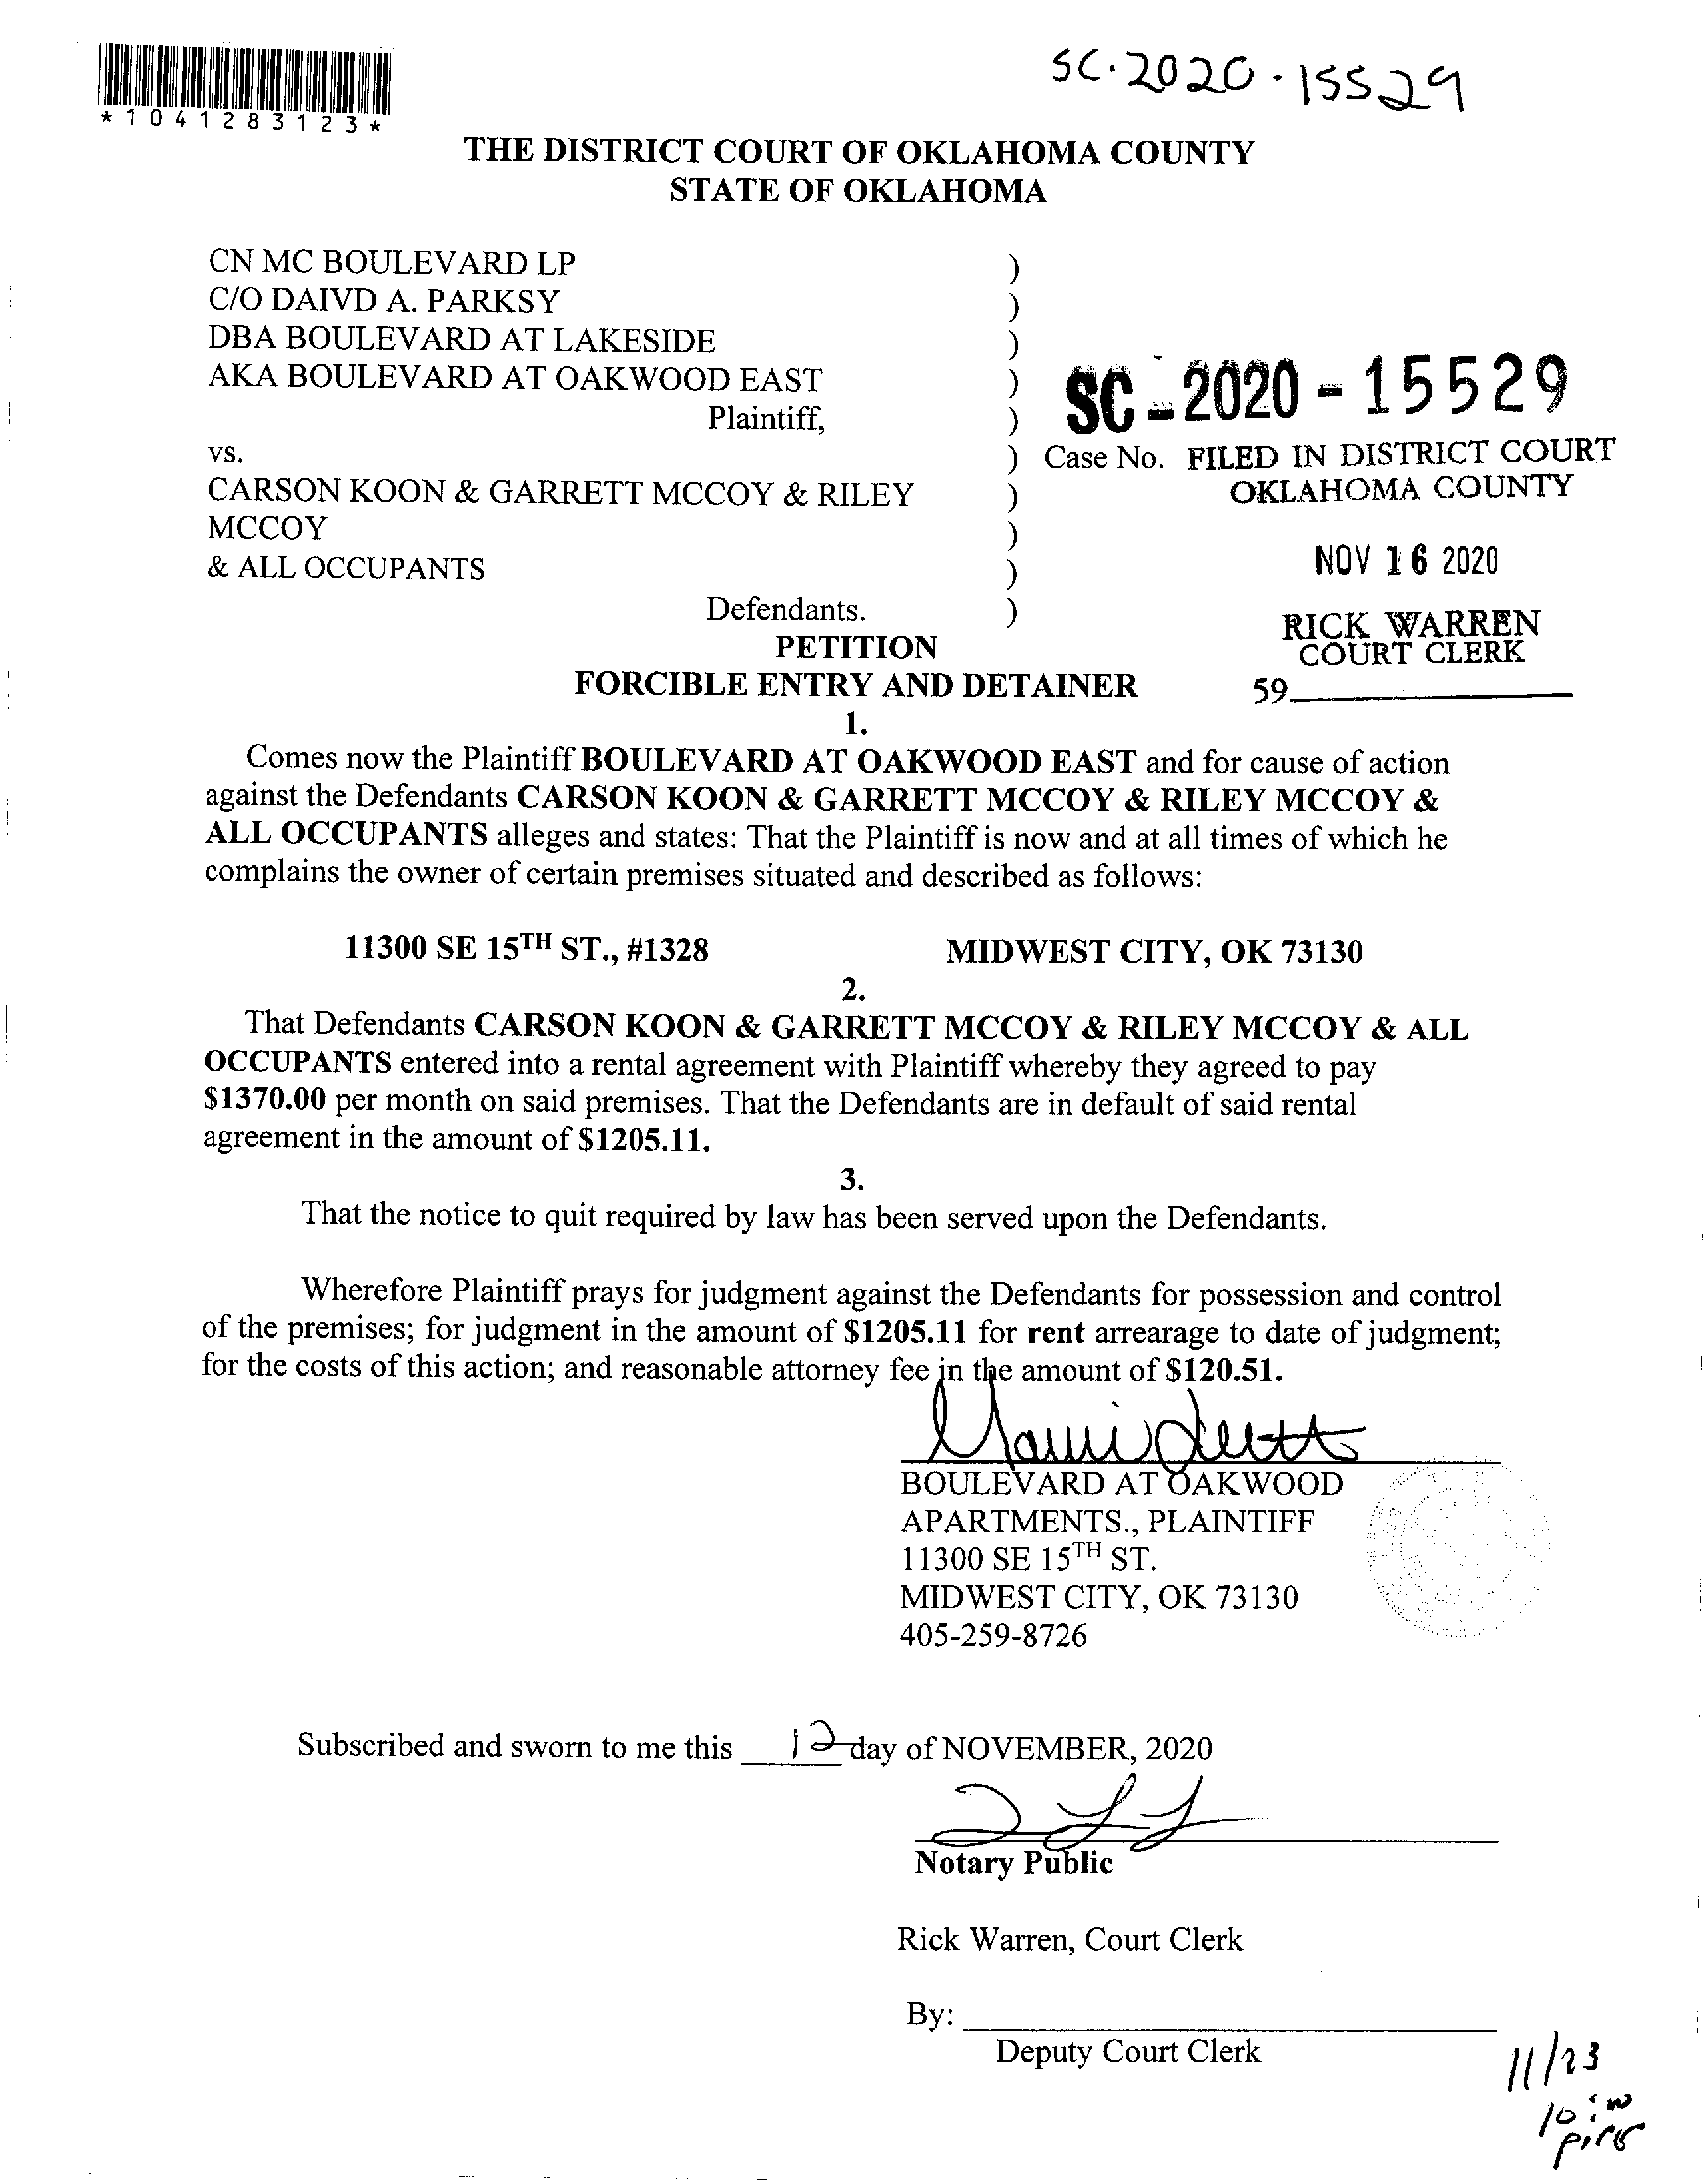 SC-2020-15529
*1041283123*
THE DISTRICT COURT OF OKLAHOMA COUNTY
STATE OF OKLAHOMA
CN MC BOULEVARD LP )
C/O DAIVD A. PARKSY )
DBA BOULEVARD AT LAKESIDE )
AKA BOULEVARD AT OAKWOOD EAST )
Plaintiff, ) SC-2020-15529
vs. ) Case No. FILED IN DISTRICT COURT
CARSON KOON & GARRETT MCCOY & RILEY ) OKLAHOMA COUNTY
MCCOY )
& ALL OCCUPANTS ) NOV 16 2020
Defendants. ) RICK WARREN
PETITION COURT CLERK
FORCIBLE ENTRY AND DETAINER 59
1.
Comes now the Plaintiff BOULEVARD AT OAKWOOD EAST and for cause of action
against the Defendants CARSON KOON & GARRETT MCCOY & RILEY MCCOY &
ALL OCCUPANTS alleges and states: That the Plaintiff is now and at all times of which he
complains the owner of certain premises situated and described as follows:
11300 SE 15TH ST., #1328 MIDWEST CITY, OK 73130
2.
That Defendants CARSON KOON & GARRETT MCCOY & RILEY MCCOY & ALL
OCCUPANTS entered into a rental agreement with Plaintiff whereby they agreed to pay
$1370.00 per month on said premises. That the Defendants are in default of said rental
agreement in the amount of $1205.11.
3.
That the notice to quit required by law has been served upon the Defendants.
Wherefore Plaintiff prays for judgment against the Defendants for possession and control
of the premises; for judgment in the amount of $1205.11 for rent arrearage to date of judgment;
for the costs of this action; and reasonable attorney fee in the amount of $120.51.
BOULEVARD AT OAKWOOD
APARTMENTS., PLAINTIFF
11300 SE 15TH ST.
MIDWEST CITY, OK 73130
405-259-8726
Subscribed and sworn to me this 12 day of NOVEMBER, 2020
Notary Public
Rick Warren, Court Clerk
By:
Deputy Court Clerk
11/23